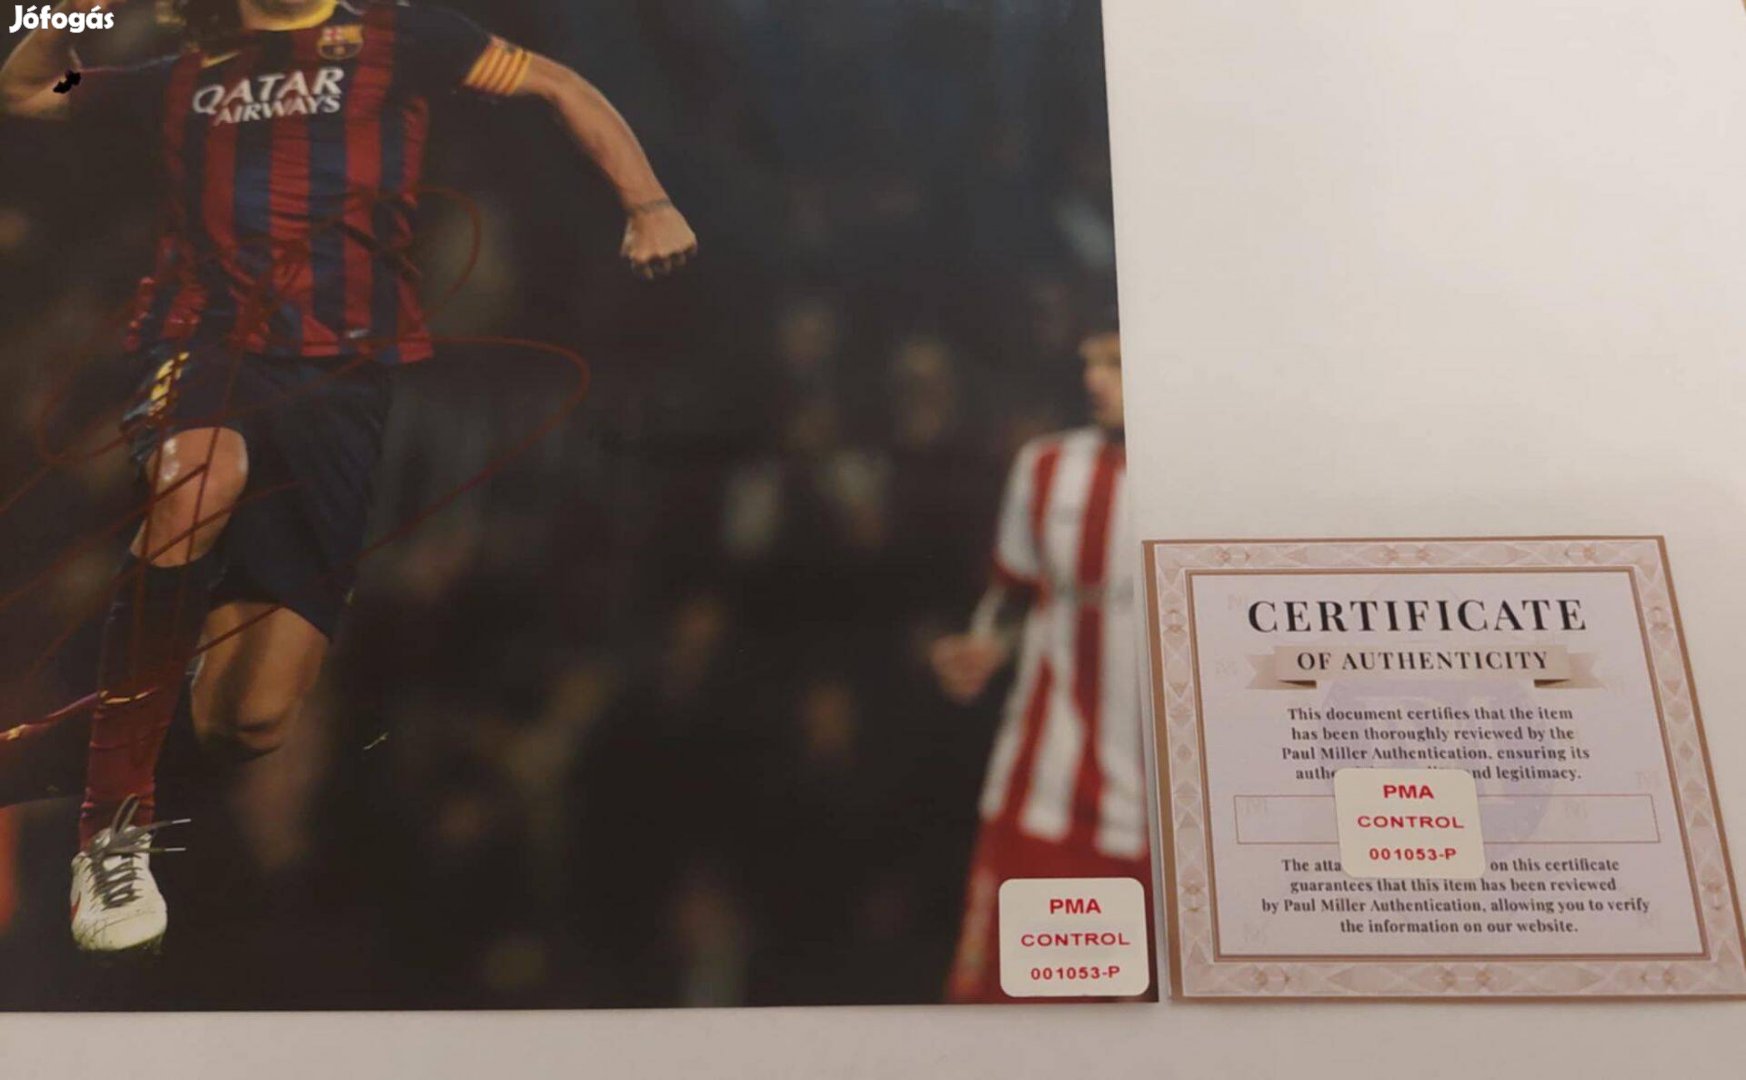 Jófogás
QATAR
AIRWAYS
PMA
CONTROL
001053-P
CERTIFICATE
OF AUTHENTICITY
This document certifies that the item
has been thoroughly reviewed by the
Paul Miller Authentication, ensuring its
authe nd legitimacy.
PMA
CONTROL
001053-P
The atta on this certificate
guarantees that this item has been reviewed
by Paul Miller Authentication, allowing you to verify
the information on our website.